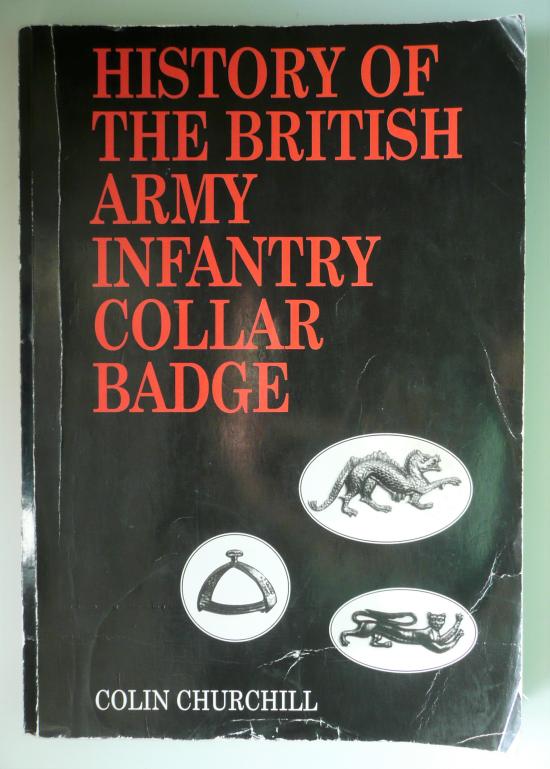 HISTORY OF
THE BRITISH
ARMY
INFANTRY
COLLAR
BADGE
COLIN CHURCHILL